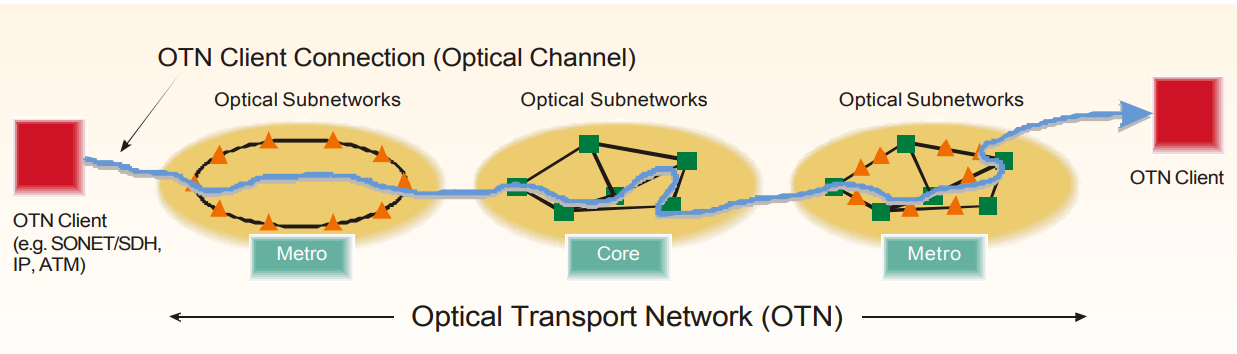 OTN Client Connection (Optical Channel)
Optical Subnetworks
Optical Subnetworks
Optical Subnetworks
OTN Client
(e.g. SONET/SDH,
IP, ATM)
OTN Client
Metro
Core
Metro
Optical Transport Network (OTN)